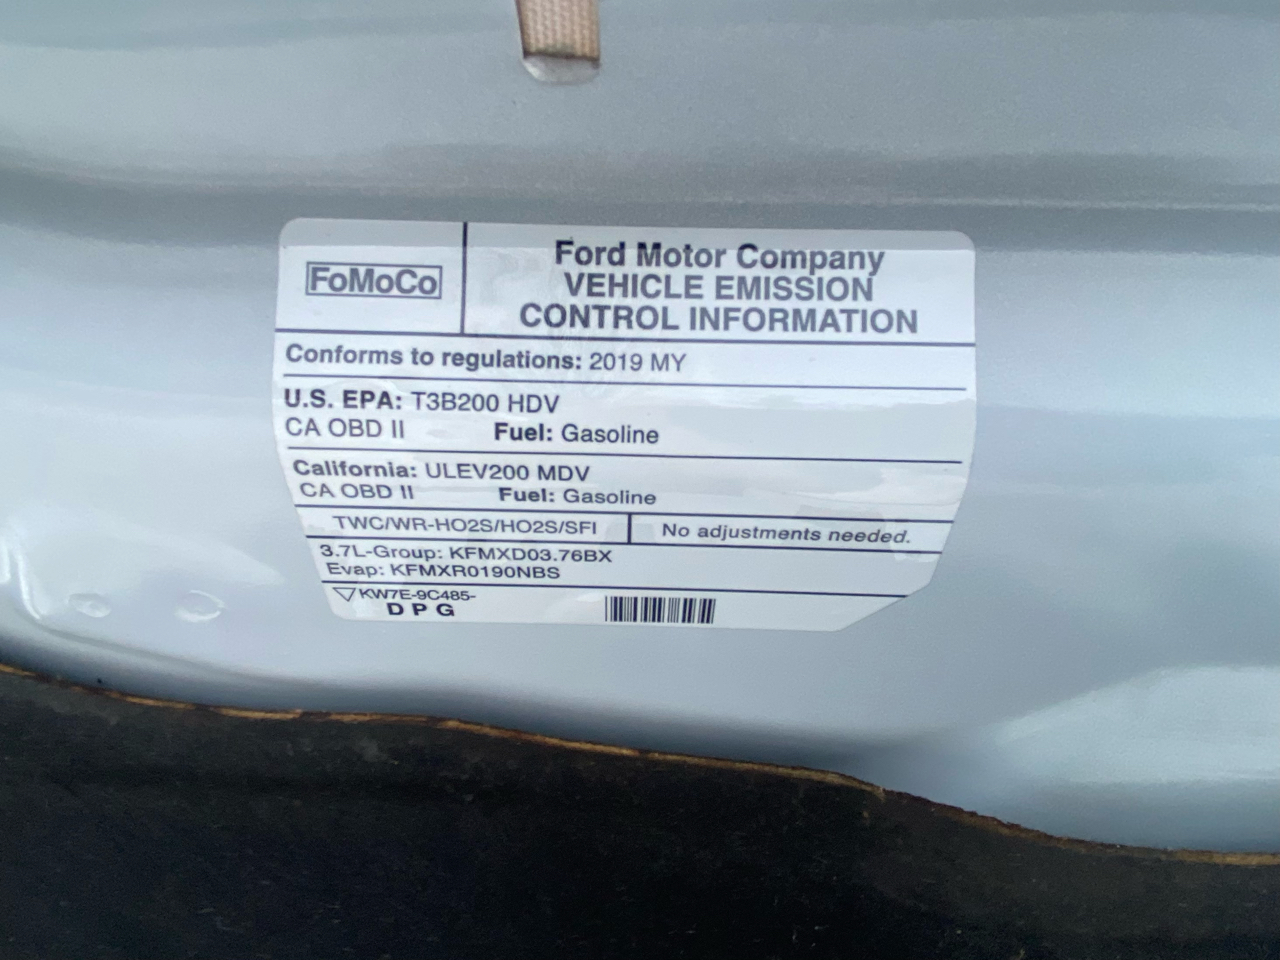 FoMoCo
Ford Motor Company
VEHICLE EMISSION
CONTROL INFORMATION
Conforms to regulations: 2019 MY
U.S. EPA: T3B200 HDV
CA OBD II Fuel: Gasoline
California: ULEV200 MDV
CA OBD II Fuel: Gasoline
TWC/WR-HO2S/HO2S/SFI No adjustments needed.
3.7L-Group: KFMXD03.76BX
Evap: KFMXR0190NBS
KW7E-9C485-
DPG